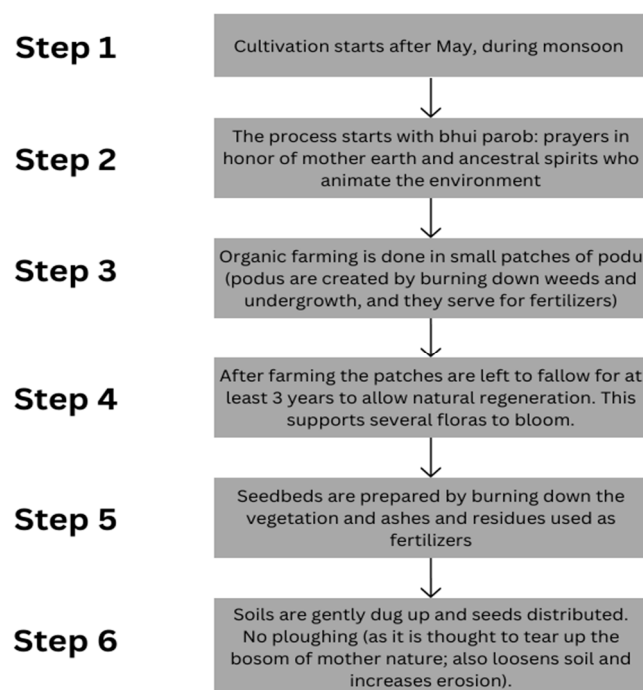 Step 1
Cultivation starts after May, during monsoon
Step 2
The process starts with bhui parob: prayers in
honor of mother earth and ancestral spirits who
animate the environment
Step 3
Organic farming is done in small patches of podu
(podus are created by burning down weeds and
undergrowth, and they serve for fertilizers)
Step 4
After farming the patches are left to fallow for at
least 3 years to allow natural regeneration. This
supports several floras to bloom.
Step 5
Seedbeds are prepared by burning down the
vegetation and ashes and residues used as
fertilizers
Step 6
Soils are gently dug up and seeds distributed.
No ploughing (as it is thought to tear up the
bosom of mother nature; also loosens soil and
increases erosion).